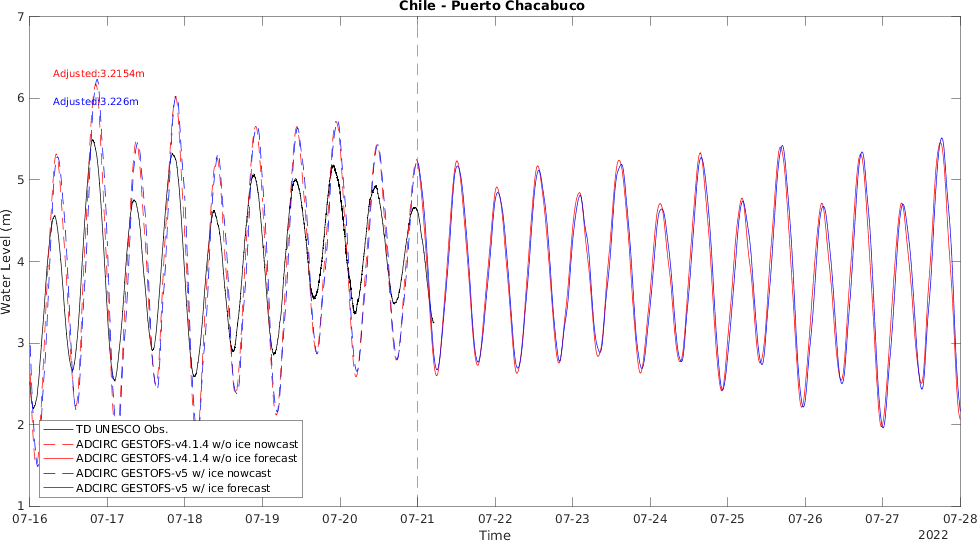 Chile - Puerto Chacabuco
7
6
5
4
3
2
1
Water Level (m)
Adjusted:3.2154m
Adjusted:3.226m
TD UNESCO Obs.
ADCIRC GESTOFS-v4.1.4 w/o ice nowcast
ADCIRC GESTOFS-v4.1.4 w/o ice forecast
ADCIRC GESTOFS-v5 w/ ice nowcast
ADCIRC GESTOFS-v5 w/ ice forecast
07-16 07-17 07-18 07-19 07-20 07-21 07-22 07-23 07-24 07-25 07-26 07-27 07-28
Time
2022